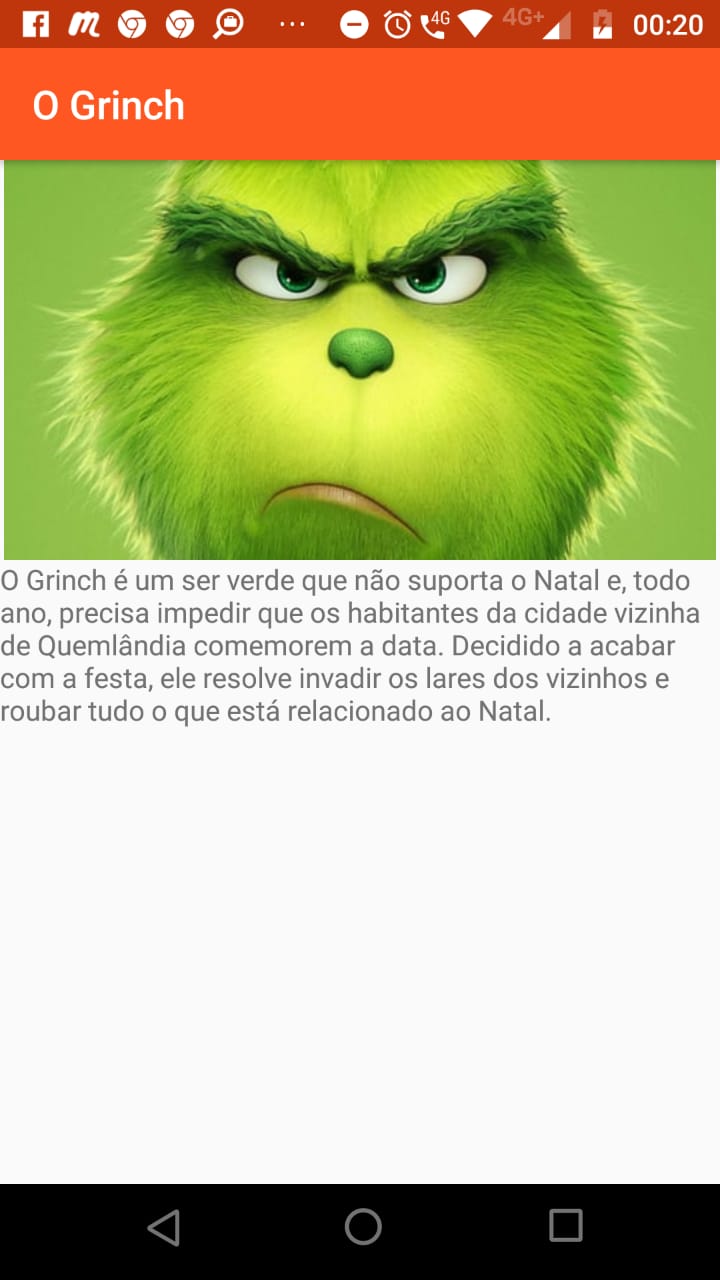 4G 4G+ 00:20
O Grinch
O Grinch é um ser verde que não suporta o Natal e, todo
ano, precisa impedir que os habitantes da cidade vizinha
de Quemlândia comemorem a data. Decidido a acabar
com a festa, ele resolve invadir os lares dos vizinhos e
roubar tudo o que está relacionado ao Natal.